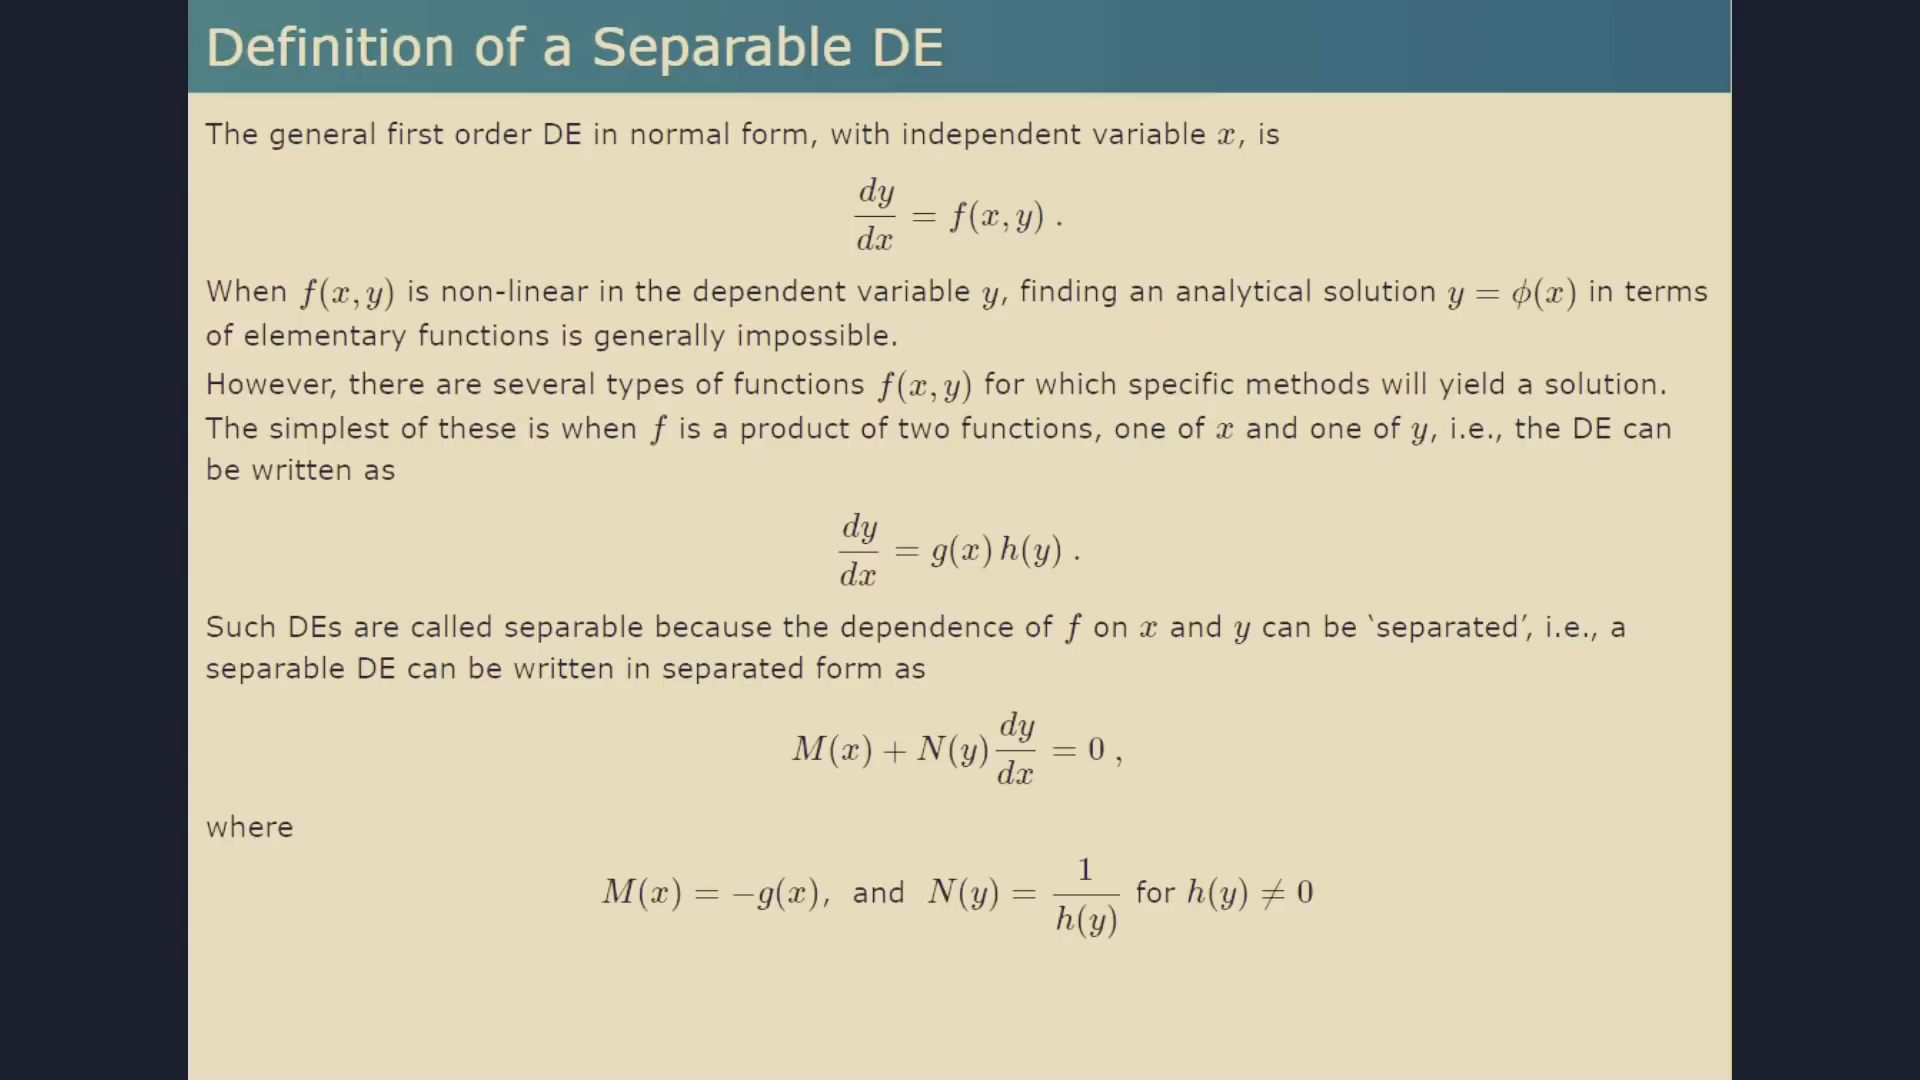 Definition of a Separable DE
The general first order DE in normal form, with independent variable x, is
dy/dx = f(x, y) .
When f(x, y) is non-linear in the dependent variable y, finding an analytical solution y = ϕ(x) in terms
of elementary functions is generally impossible.
However, there are several types of functions f(x, y) for which specific methods will yield a solution.
The simplest of these is when f is a product of two functions, one of x and one of y, i.e., the DE can
be written as
dy/dx = g(x) h(y) .
Such DEs are called separable because the dependence of f on x and y can be `separated’, i.e., a
separable DE can be written in separated form as
M(x) + N(y) dy/dx = 0 ,
where
M(x) = −g(x), and N(y) = 1/h(y) for h(y) ≠ 0